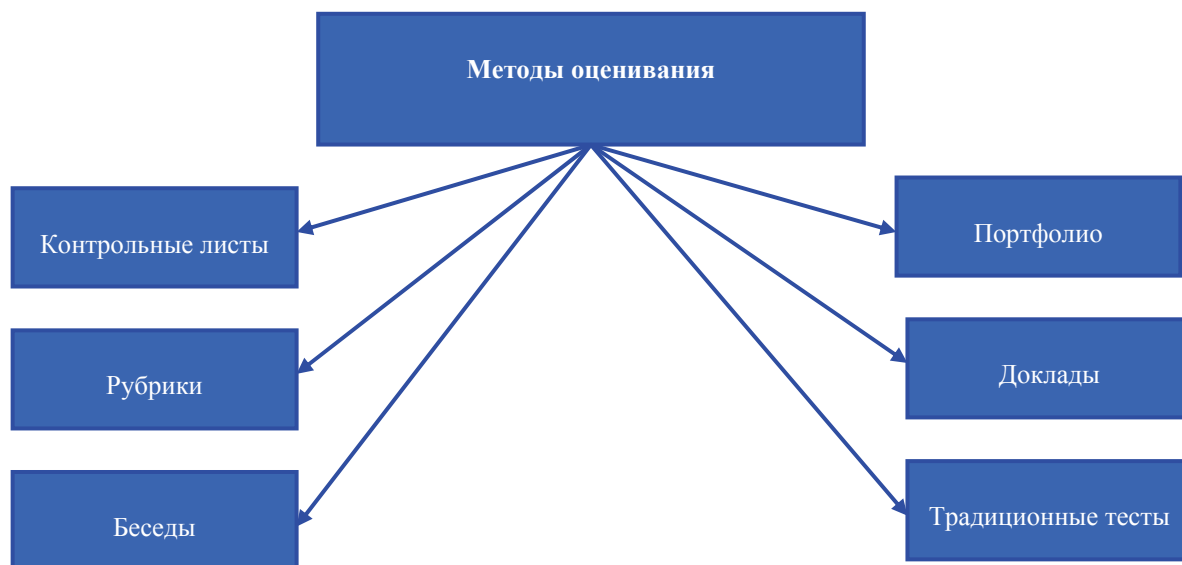 Методы оценивания
Контрольные листы
Портфолио
Рубрики
Доклады
Беседы
Традиционные тесты